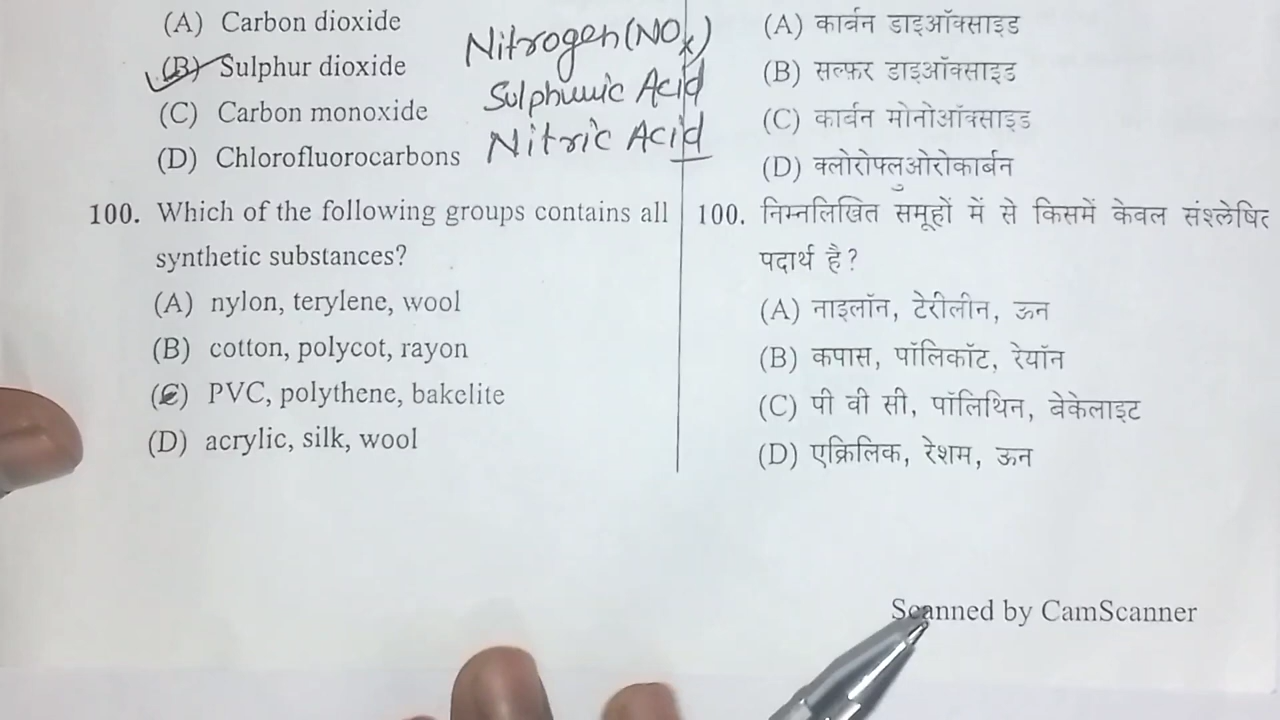 (A) Carbon dioxide
(B) Sulphur dioxide
(C) Carbon monoxide
(D) Chlorofluorocarbons
Nitrogen (NOx)
Sulphuric Acid
Nitric Acid
100. Which of the following groups contains all
synthetic substances?
(A) nylon, terylene, wool
(B) cotton, polycot, rayon
(C) PVC, polythene, bakelite
(D) acrylic, silk, wool
(A) कार्बन डाइऑक्साइड
(B) सल्फ़र डाइऑक्साइड
(C) कार्बन मोनोऑक्साइड
(D) क्लोरोफ्लुओरोकार्बन
100. निम्नलिखित समूहों में से किसमें केवल संश्लेषित
पदार्थ है?
(A) नाइलॉन, टेरीलीन, ऊन
(B) कपास, पॉलिकॉट, रेयॉन
(C) पी वी सी, पॉलिथिन, बेकेलाइट
(D) एक्रिलिक, रेशम, ऊन
Scanned by CamScanner